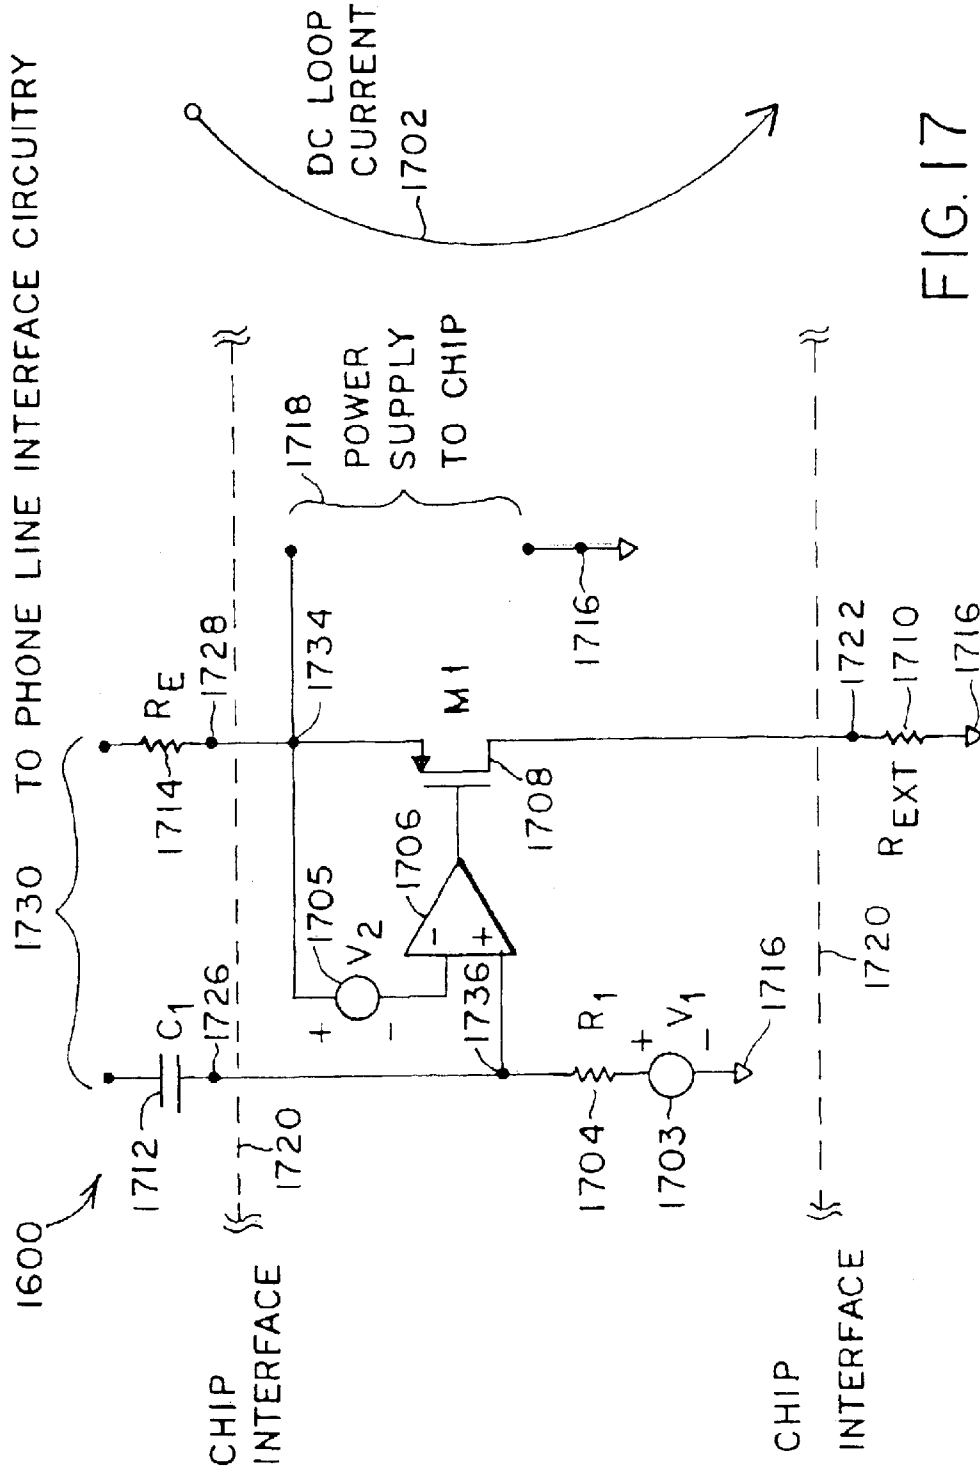 1600
1730 TO PHONE LINE INTERFACE CIRCUITRY
1712
C1
1714
RE
1726
1728
1720
CHIP
INTERFACE
1734
1718
POWER
SUPPLY
TO CHIP
DC LOOP
CURRENT
1702
+
V2
-
1705
1706
-
+
M1
1708
1736
1716
R1
1704
+
V1
-
1703
1716
1720
CHIP
INTERFACE
1722
REXT
1710
1716
FIG. 17